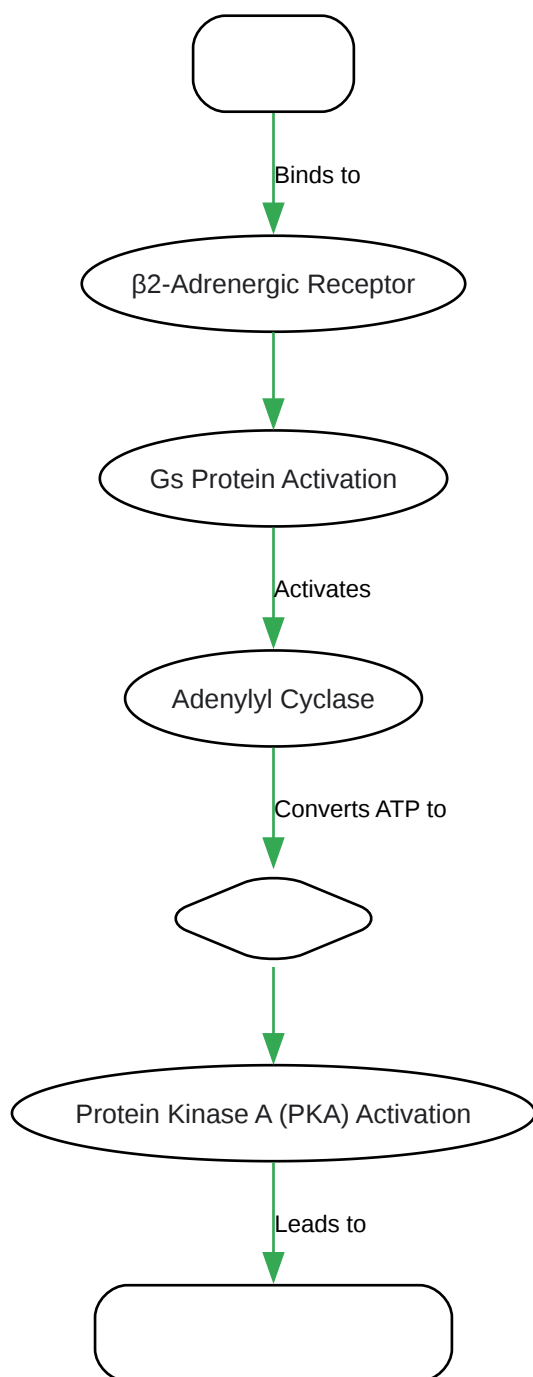 Binds to
β2-Adrenergic Receptor
Gs Protein Activation
Activates
Adenylyl Cyclase
Converts ATP to
Protein Kinase A (PKA) Activation
Leads to